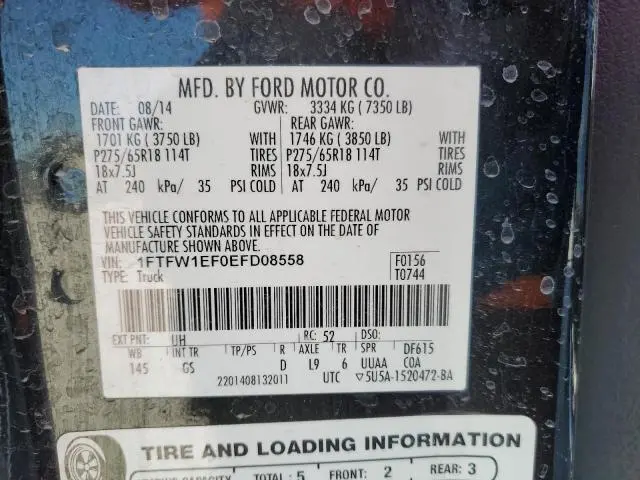 MFD. BY FORD MOTOR CO.
DATE: 08/14 GVWR: 3334 KG ( 7350 LB)
FRONT GAWR: REAR GAWR:
1701 KG ( 3750 LB) WITH 1746 KG ( 3850 LB) WITH
P275/65R18 114T TIRES P275/65R18 114T TIRES
18x7.5J RIMS 18x7.5J RIMS
AT 240 kPa/ 35 PSI COLD AT 240 kPa/ 35 PSI COLD
THIS VEHICLE CONFORMS TO ALL APPLICABLE FEDERAL MOTOR
VEHICLE SAFETY STANDARDS IN EFFECT ON THE DATE OF
MANUFACTURE SHOWN ABOVE.
VIN: 1FTFW1EF0EFD08558 F0156
TYPE: Truck T0744
EXT PNT: UH RC: 52 DSO:
WB INT TR TP/PS R AXLE TR SPR DF615
145 GS D L9 6 UUAA COA
2201408132011 UTC ▽5U5A-1520472-BA
TIRE AND LOADING INFORMATION
SEATING CAPACITY TOTAL: 5 FRONT: 2 REAR: 3